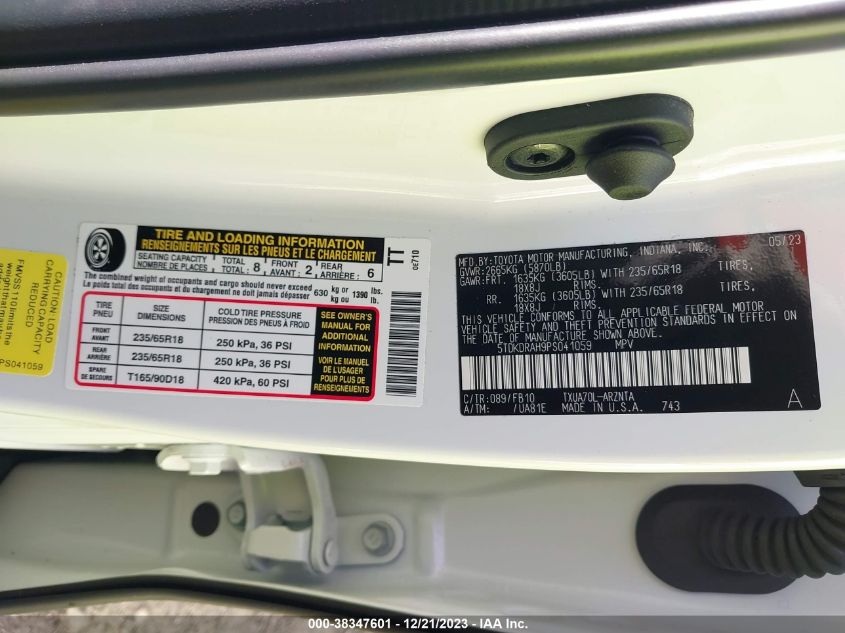 CAUTION LOAD
CARRYING CAPACITY
REDUCED
PS041059
TIRE AND LOADING INFORMATION
RENSEIGNEMENTS SUR LES PNEUS ET LE CHARGEMENT
SEATING CAPACITY TOTAL: 8 FRONT 2 REAR 6
NOMBRE DE PLACES TOTAL: AVANT: ARRIÈRE:
TT
The combined weight of occupants and cargo should never exceed 630 kg or 1390 lbs.
Le poids total des occupants et du chargement ne doit jamais dépasser kg ou lb.
TIRE
PNEU
SIZE
DIMENSIONS
COLD TIRE PRESSURE
PRESSION DES PNEUS À FROID
FRONT
AVANT
235/65R18
250 kPa, 36 PSI
REAR
ARRIÈRE
235/65R18
250 kPa, 36 PSI
SPARE
DE SECOURS
T165/90D18
420 kPa, 60 PSI
SEE OWNER'S
MANUAL FOR
ADDITIONAL
INFORMATION
VOIR LE MANUEL
DE L'USAGER
POUR PLUS DE
RENSEIGNEMENTS
0E710
MFD.BY:TOYOTA MOTOR MANUFACTURING, INDIANA, INC. 05/23
GVWR:2665KG (5870LB)
GAWR:FRT. 1635KG (3605LB) WITH 235/65R18 TIRES,
18X8J RIMS.
RR. 1635KG (3605LB) WITH 235/65R18 TIRES,
18X8J RIMS.
THIS VEHICLE CONFORMS TO ALL APPLICABLE FEDERAL MOTOR
VEHICLE SAFETY AND THEFT PREVENTION STANDARDS IN EFFECT ON
THE DATE OF MANUFACTURE SHOWN ABOVE.
5TDKDRAH9PS041059 MPV
C/TR:089/FB10 TXUA70L-ARZNTA
A/TM: /UA81E MADE IN U.S.A. 743
A
000-38347601 - 12/21/2023 - IAA Inc.